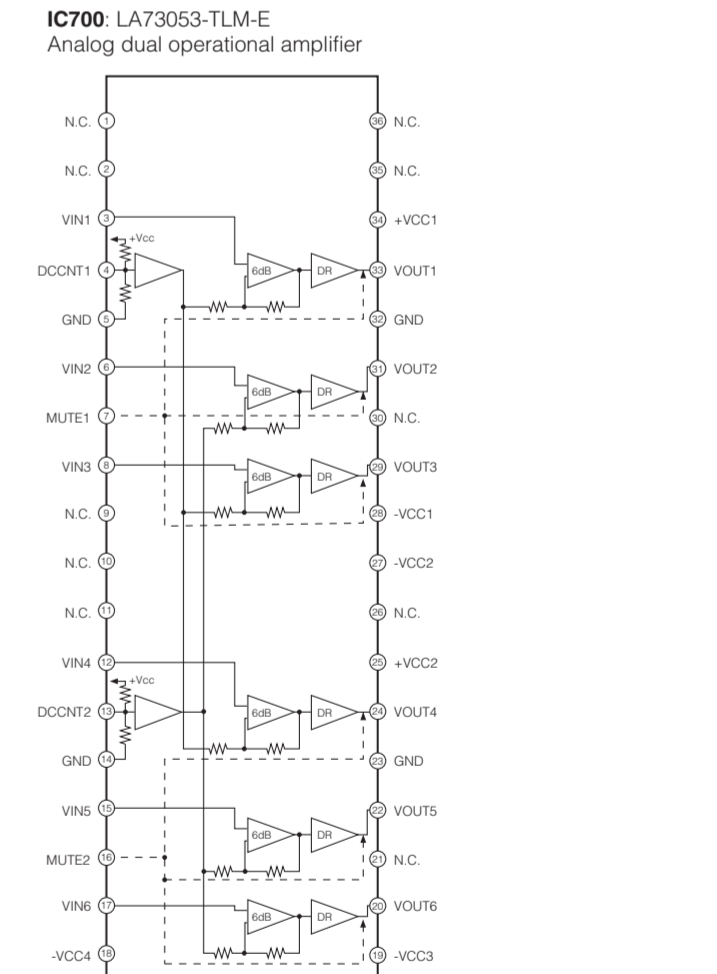 IC700: LA73053-TLM-E
Analog dual operational amplifier
N.C. 1 36 N.C.
N.C. 2 35 N.C.
VIN1 3 34 +VCC1
+Vcc
DCCNT1 4 6dB DR 33 VOUT1
GND 5 32 GND
VIN2 6 31 VOUT2
6dB DR
MUTE1 7 30 N.C.
VIN3 8 29 VOUT3
6dB DR
N.C. 9 28 -VCC1
N.C. 10 27 -VCC2
N.C. 11 26 N.C.
VIN4 12 25 +VCC2
+Vcc
DCCNT2 13 6dB DR 24 VOUT4
GND 14 23 GND
VIN5 15 22 VOUT5
6dB DR
MUTE2 16 21 N.C.
VIN6 17 20 VOUT6
6dB DR
-VCC4 18 19 -VCC3